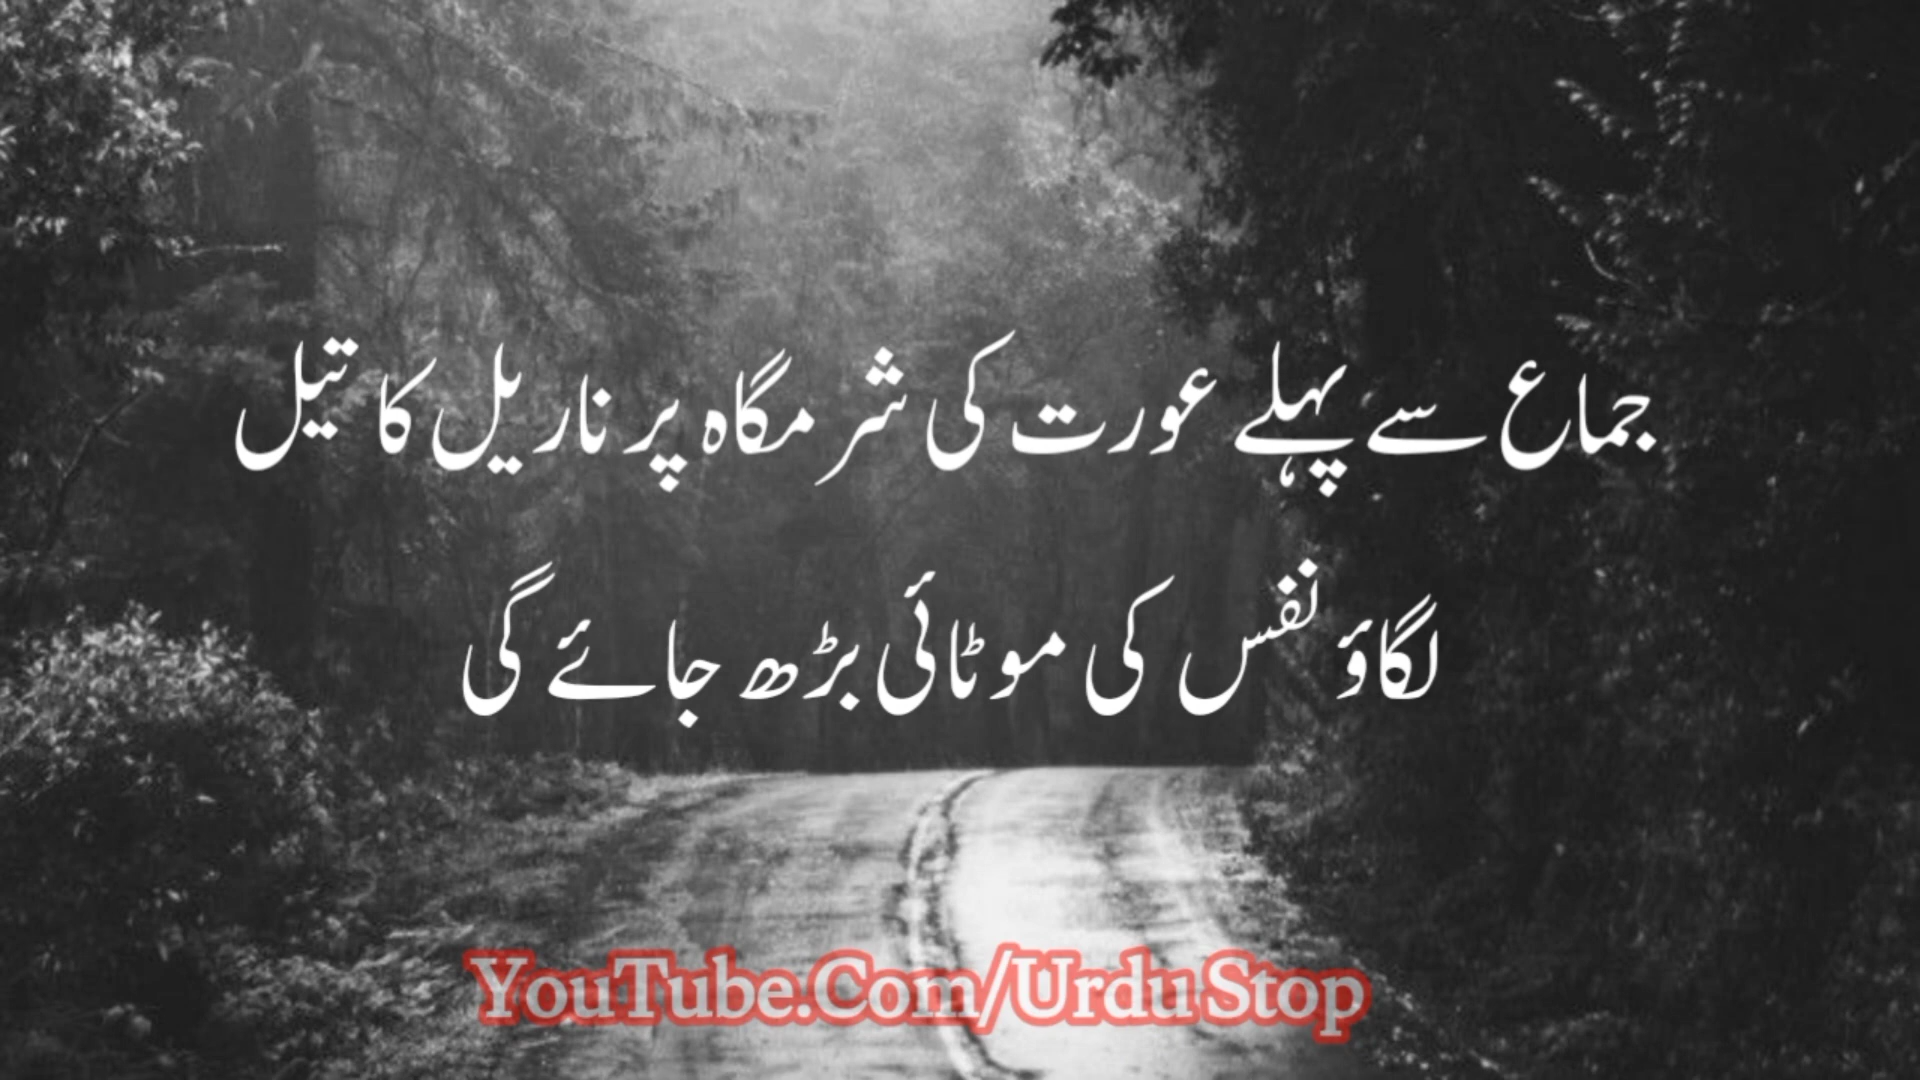 جماع سے پہلے عورت کی شرمگاہ پر ناریل کا تیل
لگاؤ نفس کی موٹائی بڑھ جائے گی
YouTube.Com/Urdu Stop